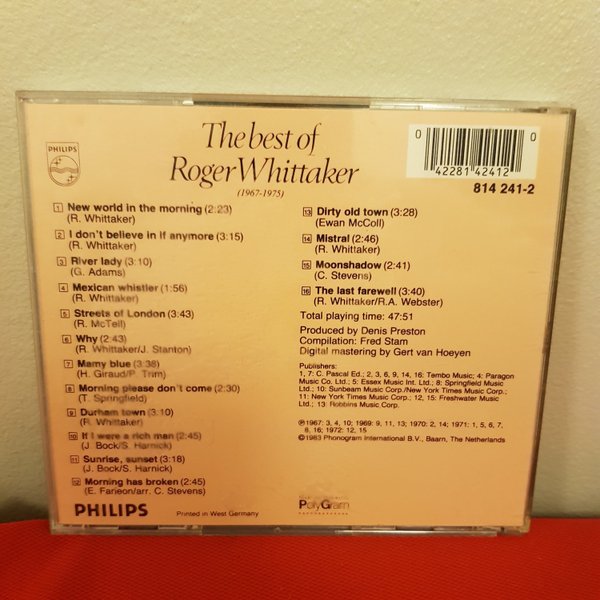 PHILIPS
The best of
Roger Whittaker
(1967-1975)
0 42281 42412 0
814 241-2
1 New world in the morning (2:23)
(R. Whittaker)
2 I don't believe in If anymore (3:15)
(R. Whittaker)
3 River lady (3:10)
(G. Adams)
4 Mexican whistler (1:56)
(R. Whittaker)
5 Streets of London (3:43)
(R. McTell)
6 Why (2:43)
(R. Whittaker/J. Stanton)
7 Mamy blue (3:38)
(H. Giraud/P. Trim)
8 Morning please don't come (2:30)
(T. Springfield)
9 Durham town (3:10)
(R. Whittaker)
10 If I were a rich man (2:45)
(J. Bock/S. Harnick)
11 Sunrise, sunset (3:18)
(J. Bock/S. Harnick)
12 Morning has broken (2:45)
(E. Farjeon/arr. C. Stevens)
13 Dirty old town (3:28)
(Ewan McColl)
14 Mistral (2:46)
(R. Whittaker)
15 Moonshadow (2:41)
(C. Stevens)
16 The last farewell (3:40)
(R. Whittaker/R.A. Webster)
Total playing time: 47:51
Produced by Denis Preston
Compilation: Fred Stam
Digital mastering by Gert van Hoeyen
Publishers:
1, 7: C. Pascal Ed.; 2, 3, 6, 9, 14, 16: Tembo Music; 4: Paragon
Music Co. Ltd.; 5: Essex Music Int. Ltd.; 8: Springfield Music
Ltd.; 10: Sunbeam Music Corp./New York Times Music Corp.;
11: New York Times Music Corp.; 12, 15: Freshwater Music
Ltd.; 13: Robbins Music Corp.
℗1967: 3, 4, 10; 1969: 9, 11, 13; 1970: 2, 14; 1971: 1, 5, 6, 7,
8, 16; 1972: 12, 15
©1983 Phonogram International B.V., Baarn, The Netherlands
PHILIPS
Printed in West Germany
PolyGram